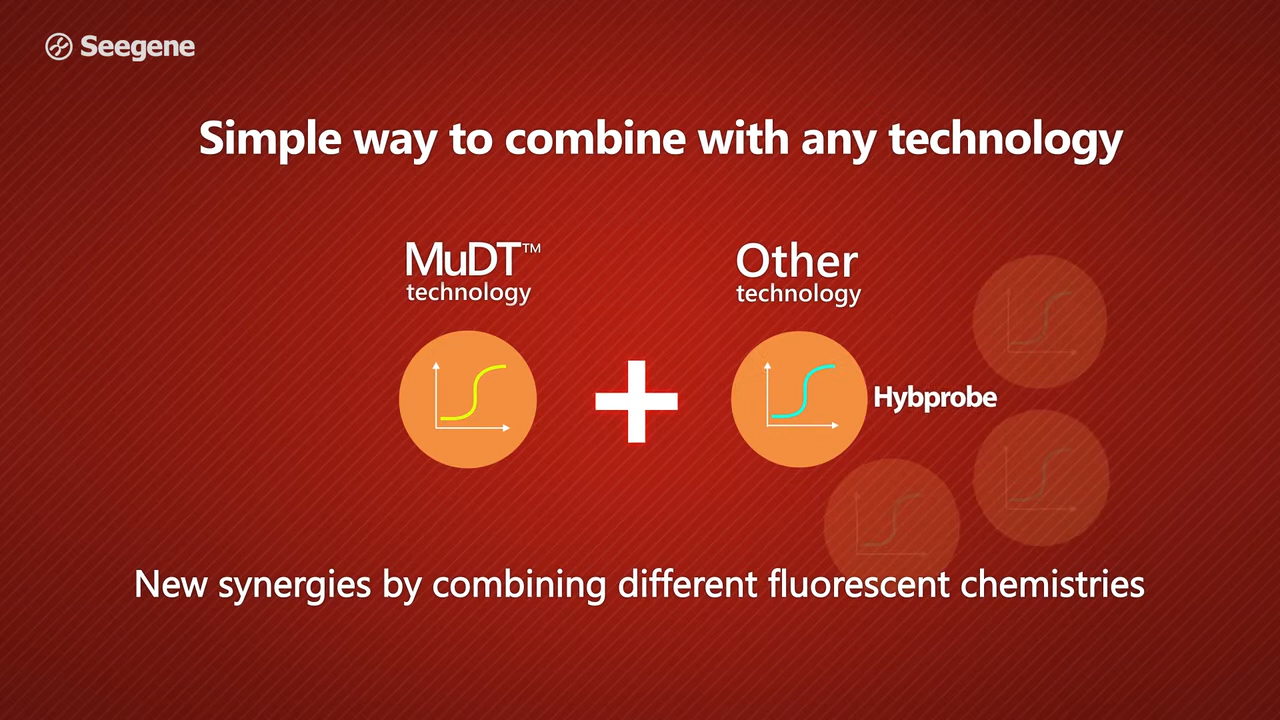 Seegene
Simple way to combine with any technology
MuDT™
technology
Other
technology
Hybprobe
New synergies by combining different fluorescent chemistries